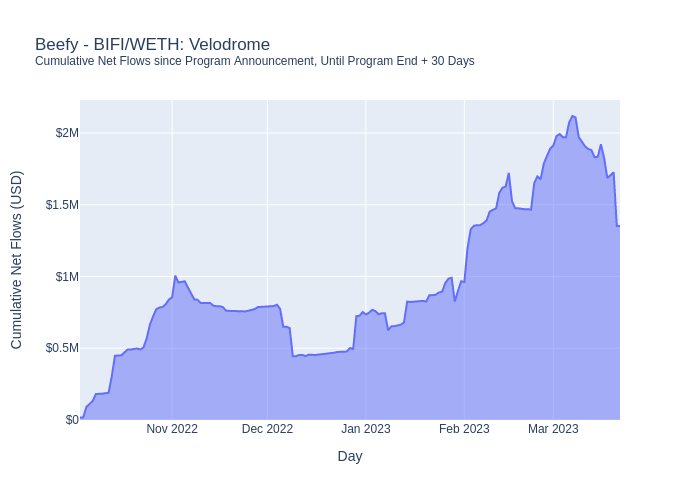 Beefy - BIFI/WETH: Velodrome
Cumulative Net Flows since Program Announcement, Until Program End + 30 Days
Cumulative Net Flows (USD)
$2M
$1.5M
$1M
$0.5M
$0
Nov 2022
Dec 2022
Jan 2023
Feb 2023
Mar 2023
Day